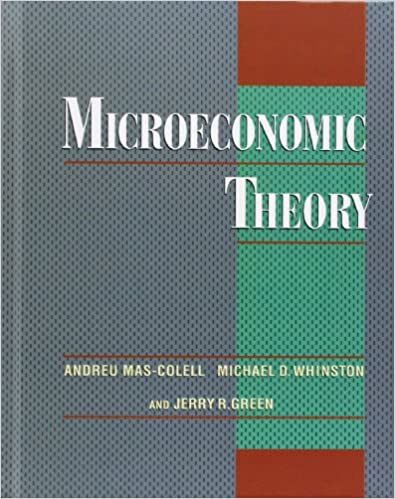 MICROECONOMIC
THEORY
ANDREU MAS-COLELL MICHAEL D. WHINSTON
AND JERRY R. GREEN